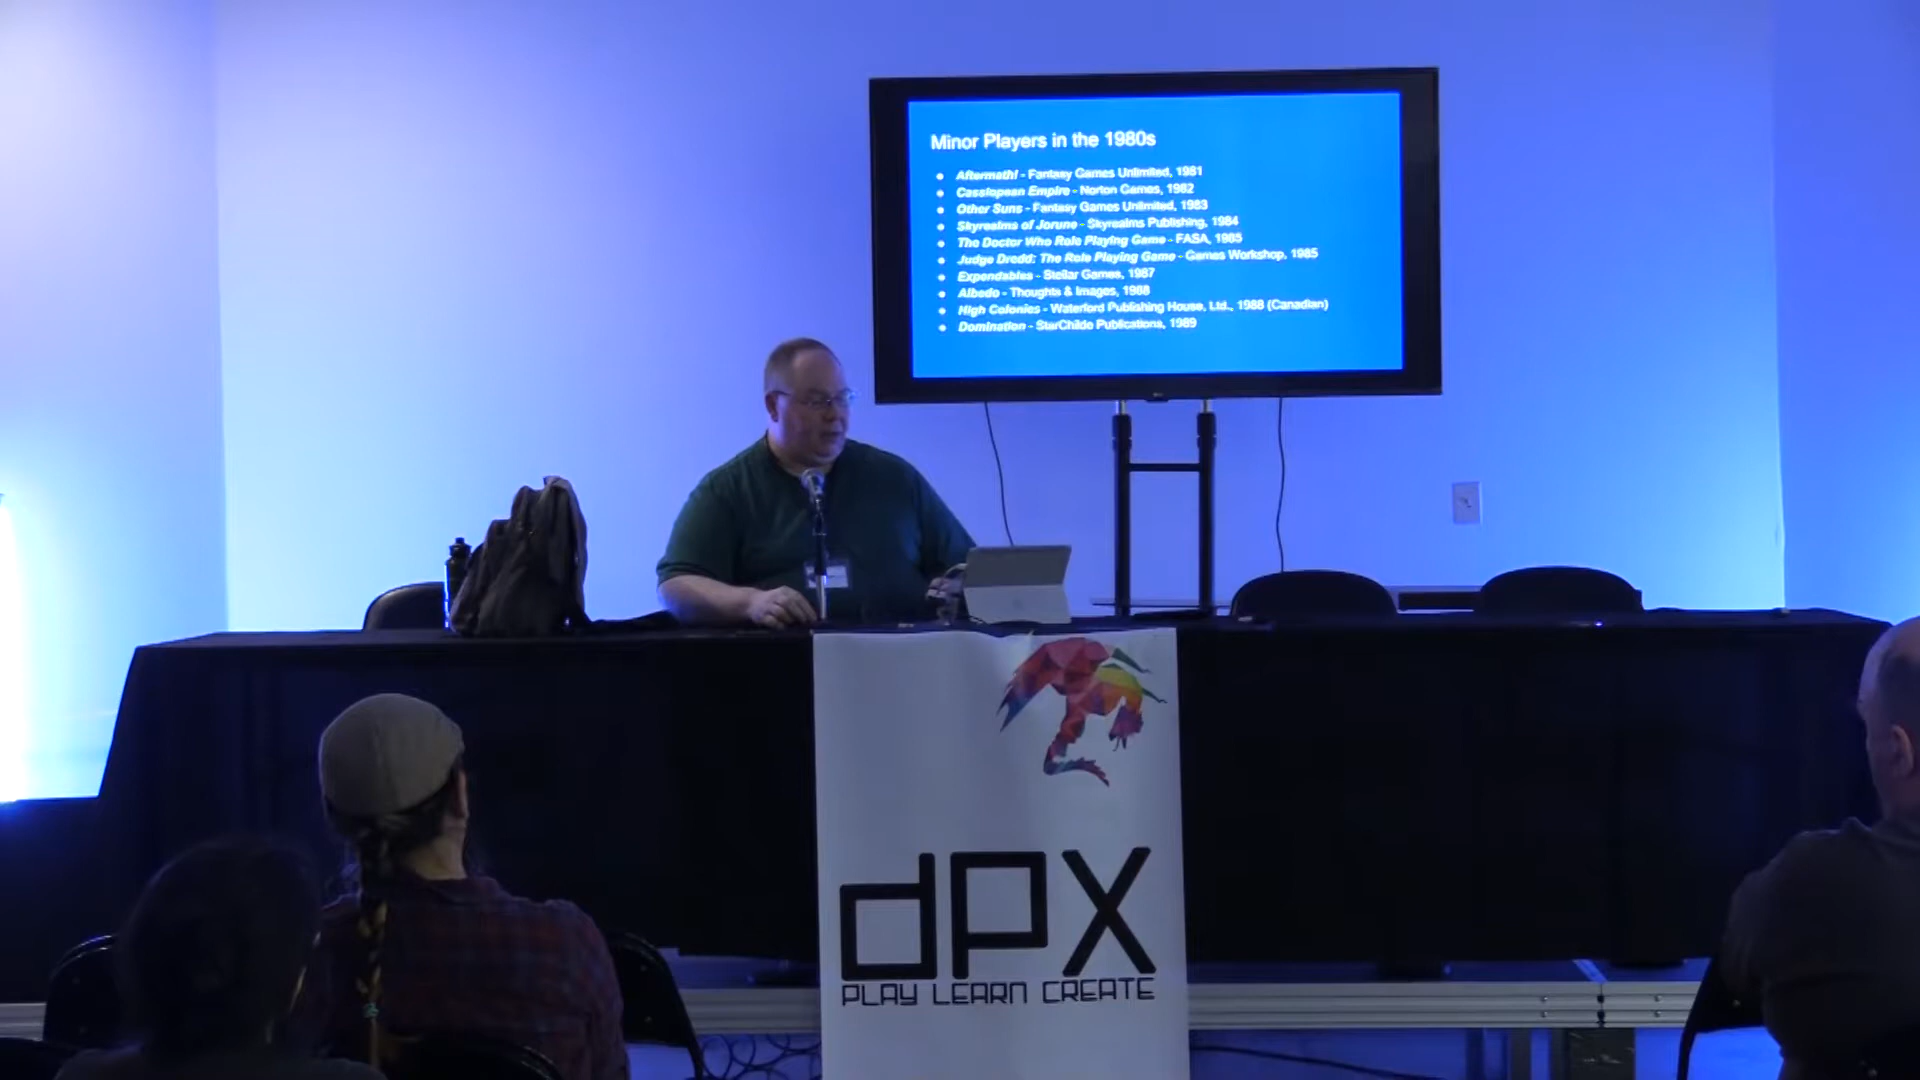 Minor Players in the 1980s
● Aftermath! - Fantasy Games Unlimited, 1981
● Cassiopean Empire - Norton Games, 1982
● Other Suns - Fantasy Games Unlimited, 1983
● Skyrealms of Jorune - Skyrealms Publishing, 1984
● The Doctor Who Role Playing Game - FASA, 1985
● Judge Dredd: The Role Playing Game - Games Workshop, 1985
● Expendables - Stellar Games, 1987
● Albedo - Thoughts & Images, 1988
● High Colonies - Waterford Publishing House, Ltd., 1988 (Canadian)
● Domination - StarChilde Publications, 1989
dPX
PLAY LEARN CREATE